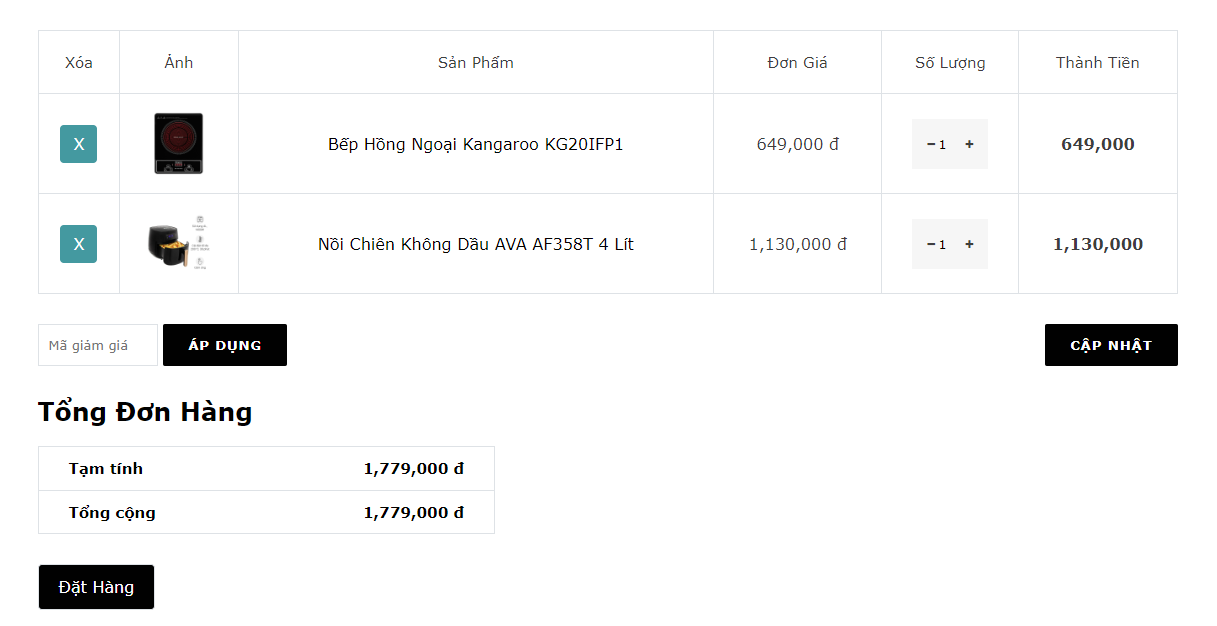 Xóa Ảnh Sản Phẩm Đơn Giá Số Lượng Thành Tiền
X Bếp Hồng Ngoại Kangaroo KG20IFP1 649,000 đ - 1 + 649,000
X Nồi Chiên Không Dầu AVA AF358T 4 Lít 1,130,000 đ - 1 + 1,130,000
Mã giảm giá ÁP DỤNG CẬP NHẬT
Tổng Đơn Hàng
Tạm tính 1,779,000 đ
Tổng cộng 1,779,000 đ
Đặt Hàng